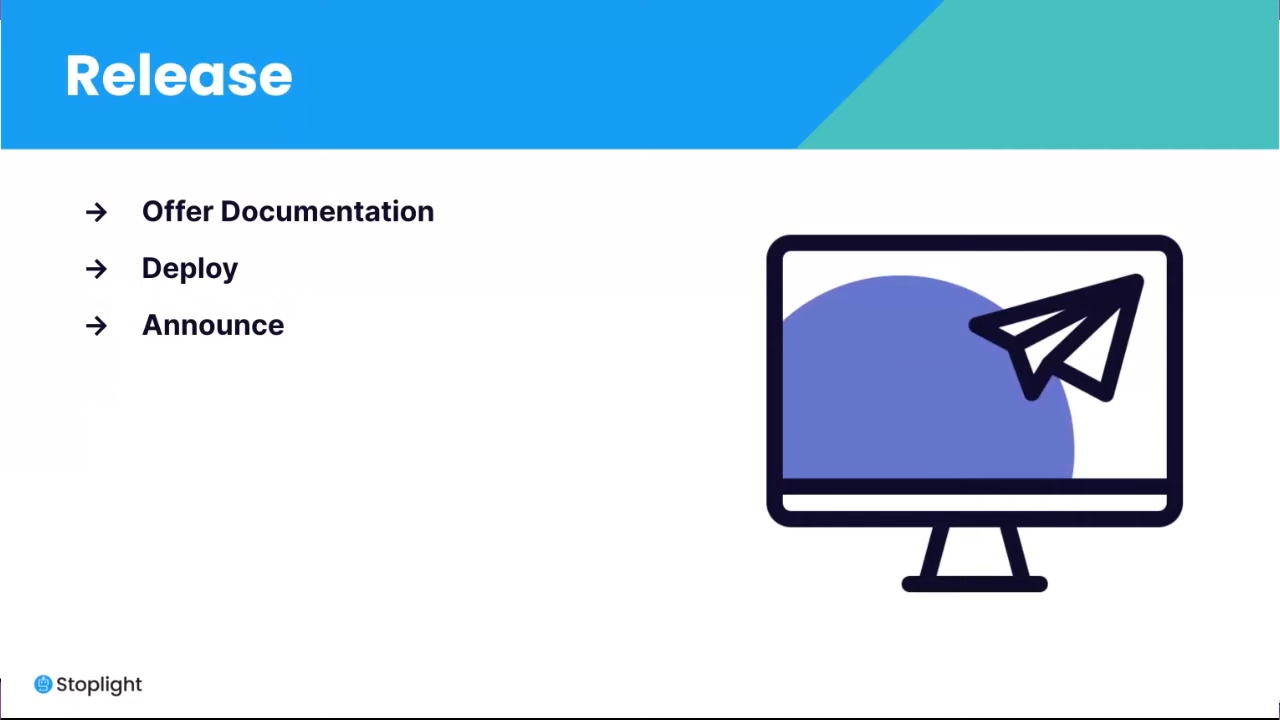 Release
→ Offer Documentation
→ Deploy
→ Announce
Stoplight